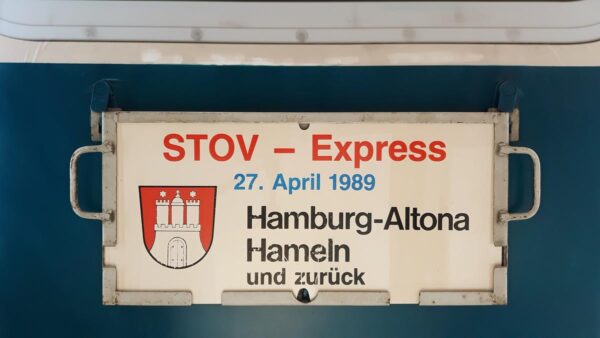 STOV – Express
27. April 1989
Hamburg-Altona
Hameln
und zurück